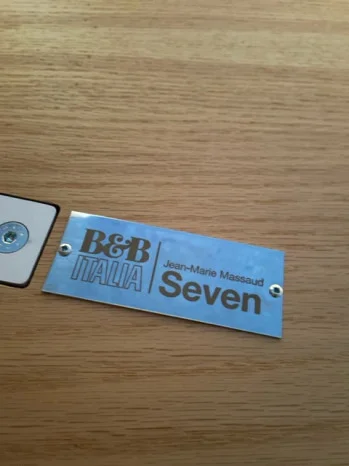 B&B
ITALIA
Jean-Marie Massaud
Seven